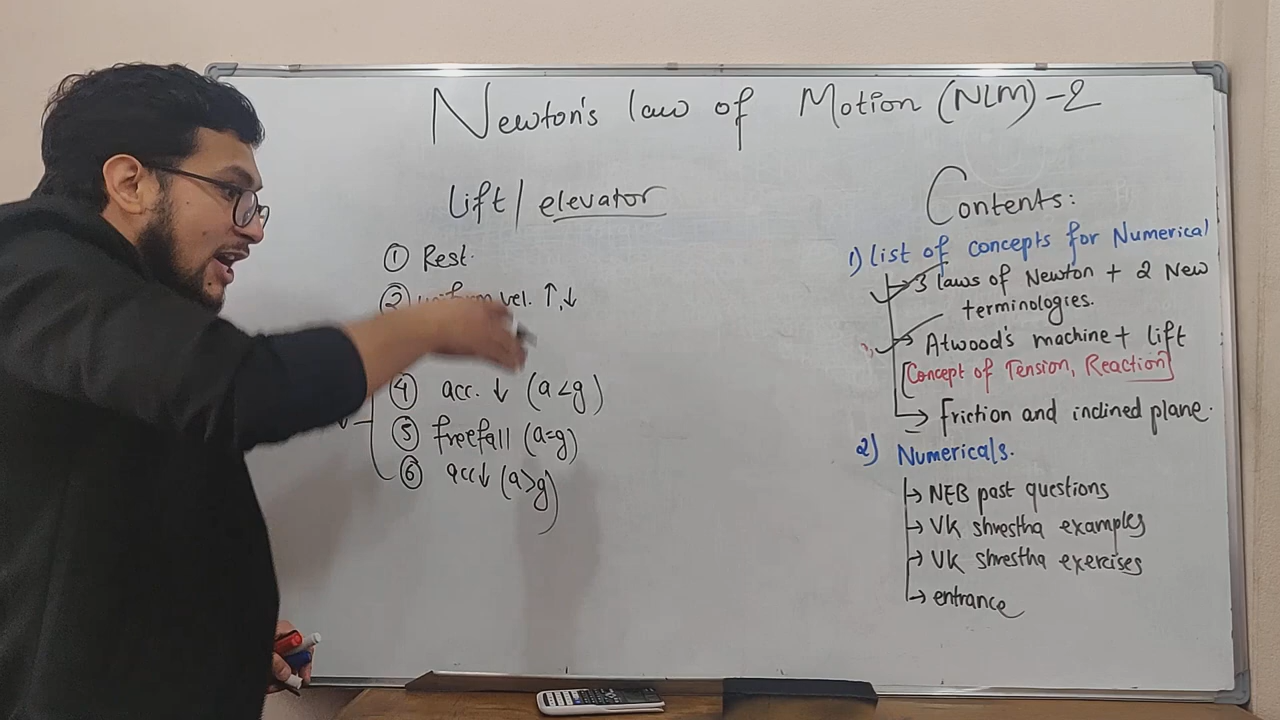 Newton's law of Motion (NLM)-2
Lift / elevator
① Rest.
② uniform vel. ↑,↓
④ acc. ↓ (a<g)
⑤ freefall (a=g)
⑥ acc↓ (a>g)
Contents:
1) list of concepts for Numerical
→ 3 laws of Newton + 2 New
terminologies.
→ Atwood's machine + lift
[Concept of Tension, Reaction]
→ friction and inclined plane.
2) Numericals.
→ NEB past questions
→ VK shrestha examples
→ VK shrestha exercises
→ entrance